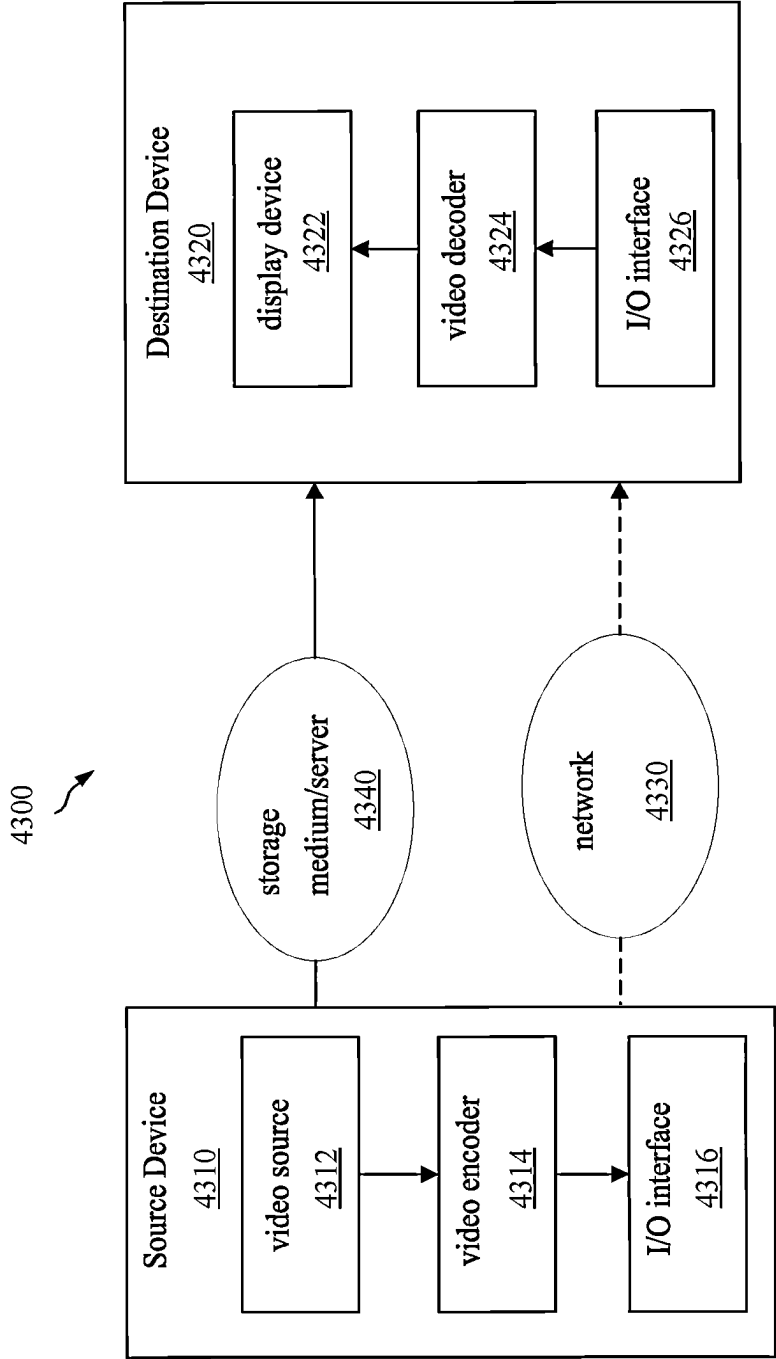 4300
Source Device
4310
video source
4312
video encoder
4314
I/O interface
4316
storage
medium/server
4340
network
4330
Destination Device
4320
display device
4322
video decoder
4324
I/O interface
4326